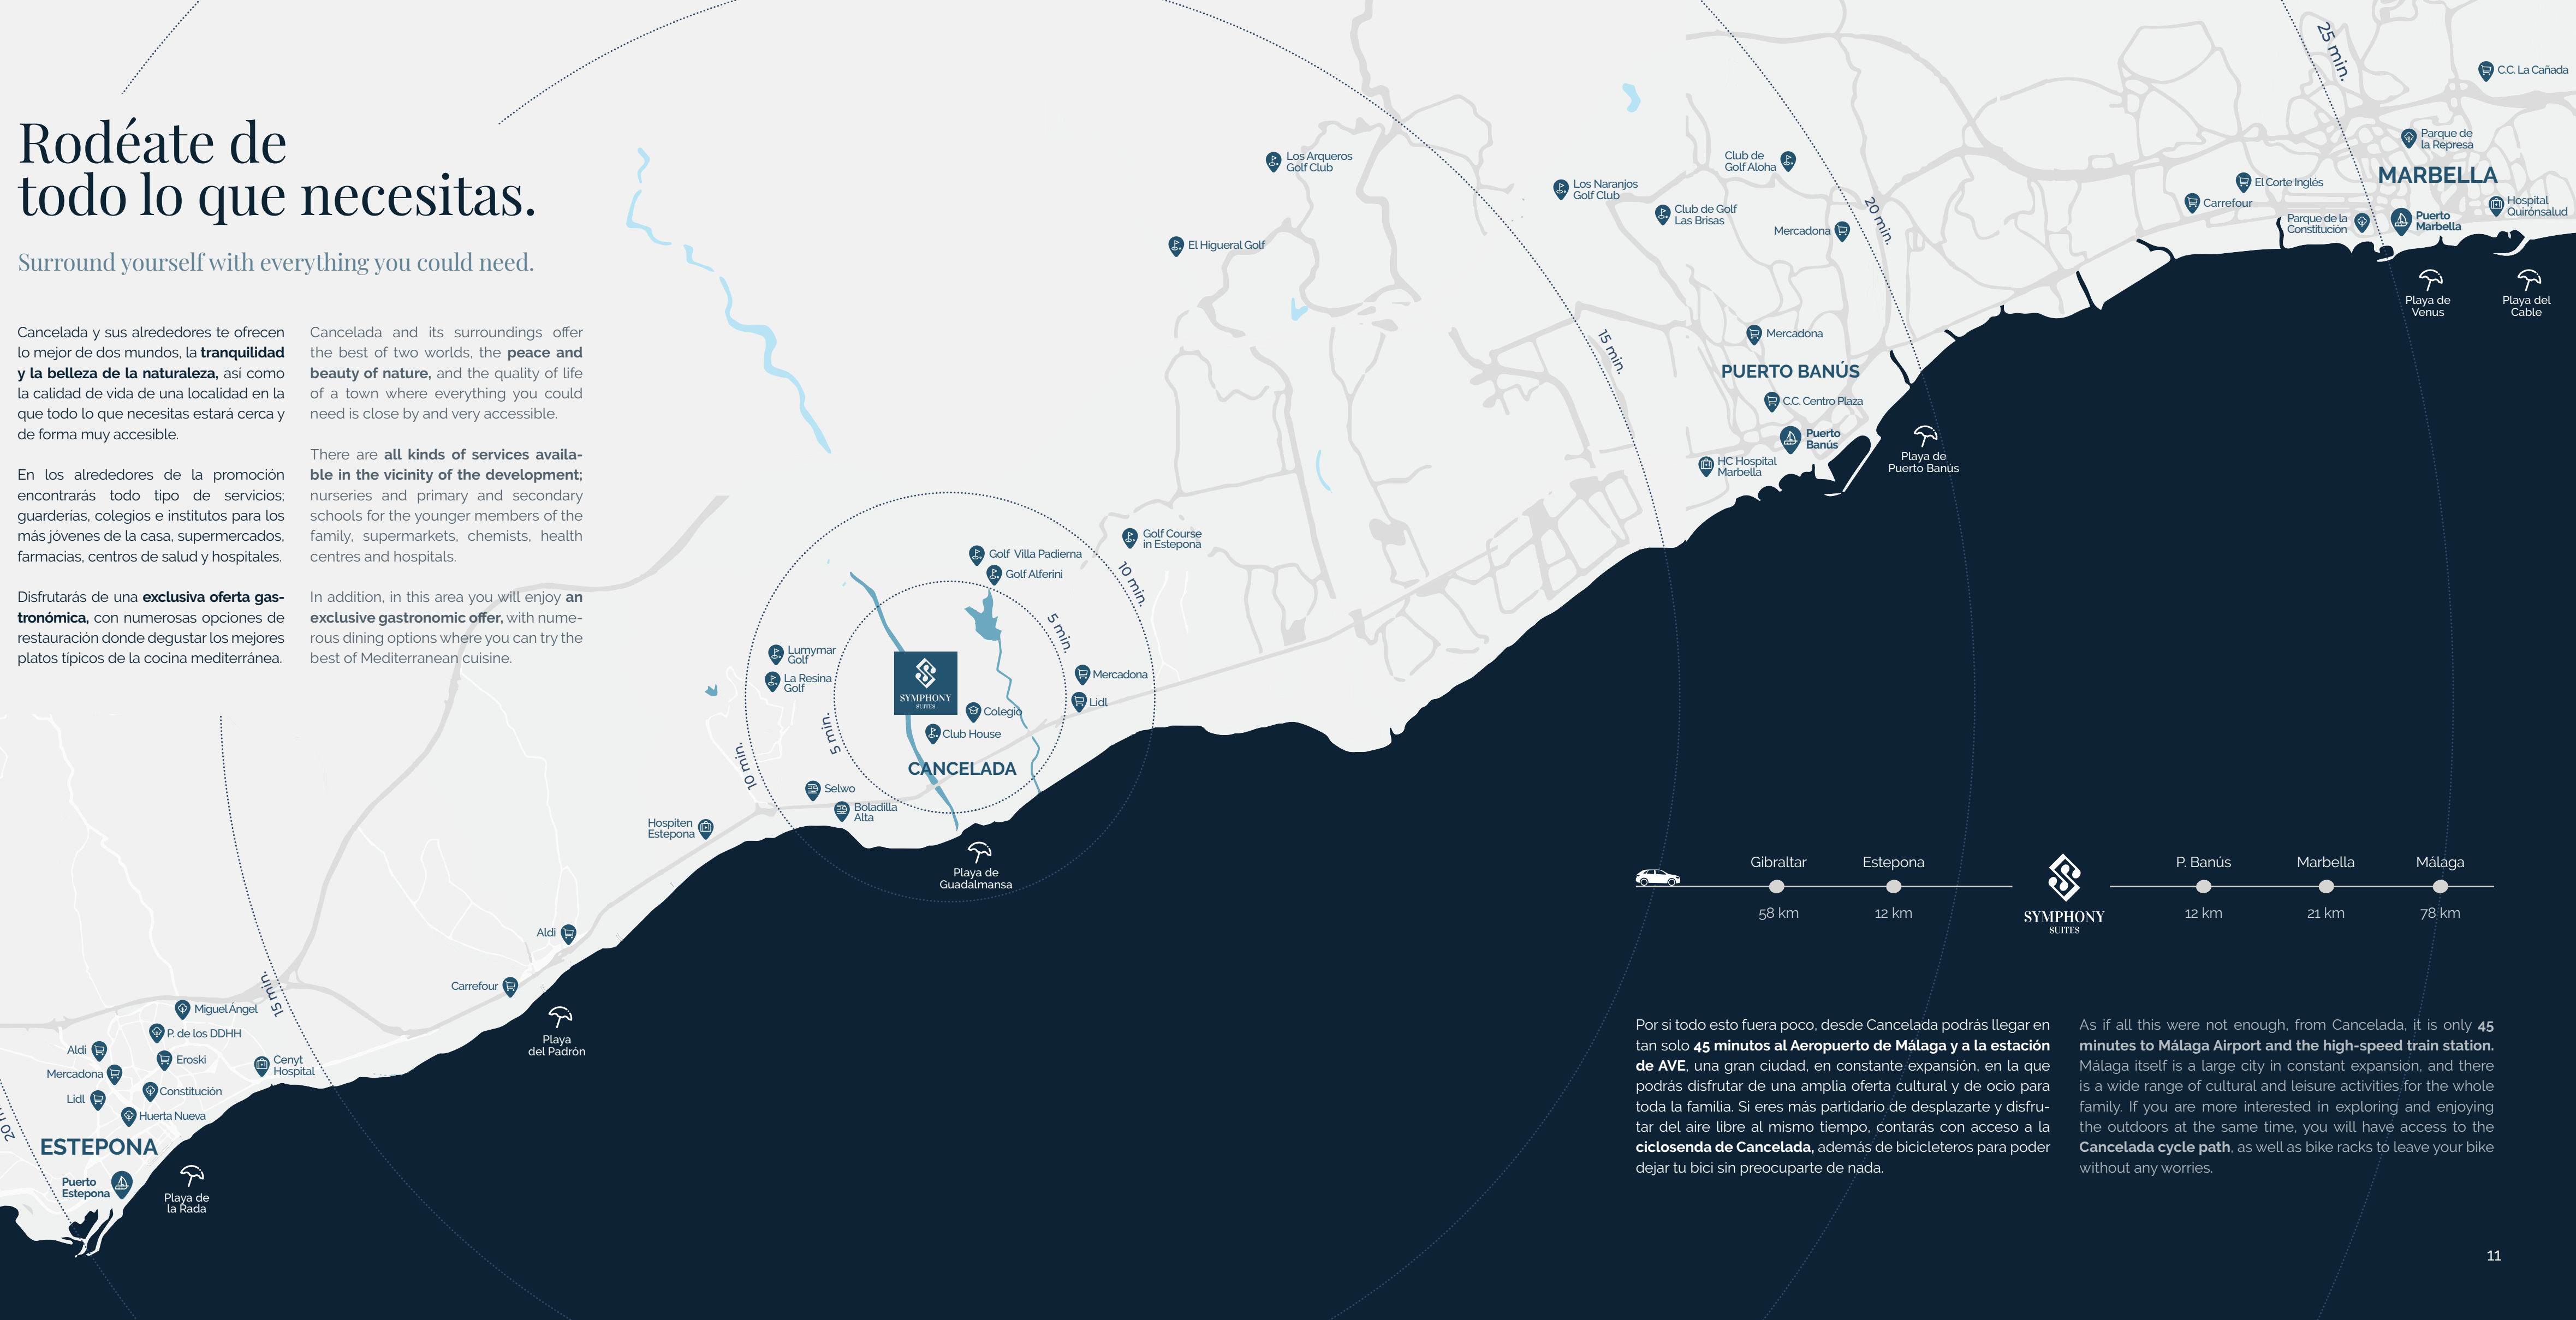 Rodéate de
todo lo que necesitas.
Surround yourself with everything you could need.
Cancelada y sus alrededores te ofrecen
lo mejor de dos mundos, la tranquilidad
y la belleza de la naturaleza, así como
la calidad de vida de una localidad en la
que todo lo que necesitas estará cerca y
de forma muy accesible.
En los alrededores de la promoción
encontrarás todo tipo de servicios;
guarderías, colegios e institutos para los
más jóvenes de la casa, supermercados,
farmacias, centros de salud y hospitales.
Disfrutarás de una exclusiva oferta gas-
tronómica, con numerosas opciones de
restauración donde degustar los mejores
platos típicos de la cocina mediterránea.
Cancelada and its surroundings offer
the best of two worlds, the peace and
beauty of nature, and the quality of life
of a town where everything you could
need is close by and very accessible.
There are all kinds of services availa-
ble in the vicinity of the development;
nurseries and primary and secondary
schools for the younger members of the
family, supermarkets, chemists, health
centres and hospitals.
In addition, in this area you will enjoy an
exclusive gastronomic offer, with nume-
rous dining options where you can try the
best of Mediterranean cuisine.
Los Arqueros
Golf Club
El Higueral Golf
Los Naranjos
Golf Club
Club de
Golf Aloha
Club de Golf
Las Brisas
Mercadona
20 min.
25 min.
C.C. La Cañada
Parque de
la Represa
MARBELLA
El Corte Inglés
Carrefour
Hospital
Quirónsalud
Parque de la
Constitución
Puerto
Marbella
Playa de
Venus
Playa del
Cable
15 min.
Mercadona
PUERTO BANÚS
C.C. Centro Plaza
Puerto
Banús
HC Hospital
Marbella
Playa de
Puerto Banús
Golf Course
in Estepona
Golf Villa Padierna
Golf Alferini
10 min.
5 min.
Lumymar
Golf
La Resina
Golf
SYMPHONY
SUITES
Mercadona
Lidl
Colegio
Club House
5 min.
10 min.
CANCELADA
Selwo
Boladilla
Alta
Hospiten
Estepona
Playa de
Guadalmansa
Aldi
Carrefour
Playa
del Padrón
15 min.
Miguel Ángel
P. de los DDHH
Aldi
Eroski
Cenyt
Hospital
Mercadona
Constitución
Lidl
Huerta Nueva
20 m
ESTEPONA
Puerto
Estepona
Playa de
la Rada
Gibraltar
Estepona
P. Banús
Marbella
Málaga
58 km
12 km
SYMPHONY
SUITES
12 km
21 km
78 km
Por si todo esto fuera poco, desde Cancelada podrás llegar en
tan solo 45 minutos al Aeropuerto de Málaga y a la estación
de AVE, una gran ciudad, en constante expansión, en la que
podrás disfrutar de una amplia oferta cultural y de ocio para
toda la familia. Si eres más partidario de desplazarte y disfru-
tar del aire libre al mismo tiempo, contarás con acceso a la
ciclosenda de Cancelada, además de bicicleteros para poder
dejar tu bici sin preocuparte de nada.
As if all this were not enough, from Cancelada, it is only 45
minutes to Málaga Airport and the high-speed train station.
Málaga itself is a large city in constant expansion, and there
is a wide range of cultural and leisure activities for the whole
family. If you are more interested in exploring and enjoying
the outdoors at the same time, you will have access to the
Cancelada cycle path, as well as bike racks to leave your bike
without any worries.
11